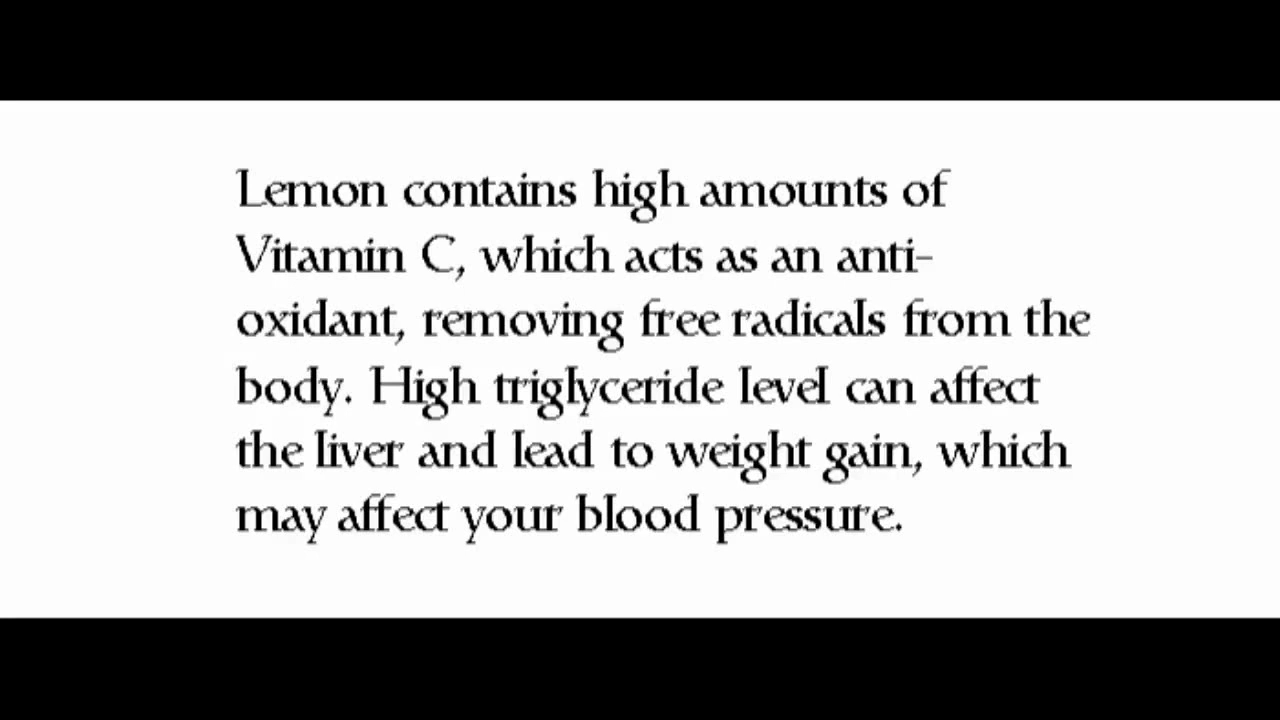 Lemon contains high amounts of
Vitamin C, which acts as an anti-
oxidant, removing free radicals from the
body. High triglyceride level can affect
the liver and lead to weight gain, which
may affect your blood pressure.